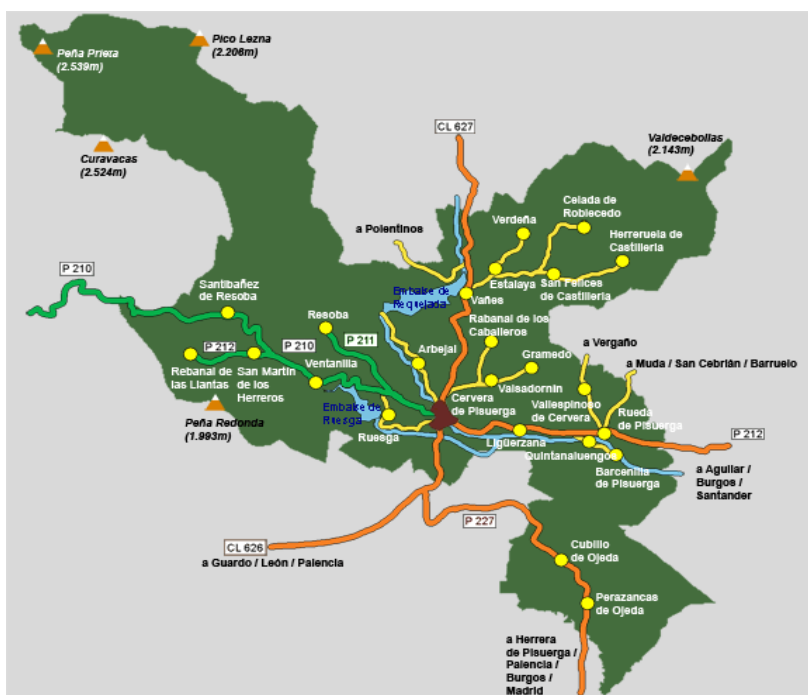 Pico Lezna
(2.206m)
Peña Prieta
(2.539m)
Curavacas
(2.524m)
CL 627
Valdecebollas
(2.143m)
Celada de
Roblecedo
Verdeña
a Polentinos
Herreruela de
Castilleria
P 210
Estalaya
San Felices
de Castilleria
Santibañez
de Resoba
Embalse de
Requejada
Vañes
Resoba
Rabanal de los
Caballeros
a Vergaño
P 212
P 210
P 211
Arbejal
Gramedo
a Muda / San Cebrián / Barruelo
Rebanal de
las Llantas
San Martin
de los
Herreros
Ventanilla
Valsadornin
Cervera
de Pisuerga
Vallespinoso
de Cervera
Rueda de
Pisuerga
Peña Redonda
(1.993m)
Embalse de
Ruesga
Ruesga
Ligüerzana
P 212
Quintanaluengos
Barcenilla
de Pisuerga
a Aguilar /
Burgos /
Santander
P 227
CL 626
a Guardo / León / Palencia
Cubillo
de Ojeda
Perazancas
de Ojeda
a Herrera
de Pisuerga /
Palencia /
Burgos /
Madrid